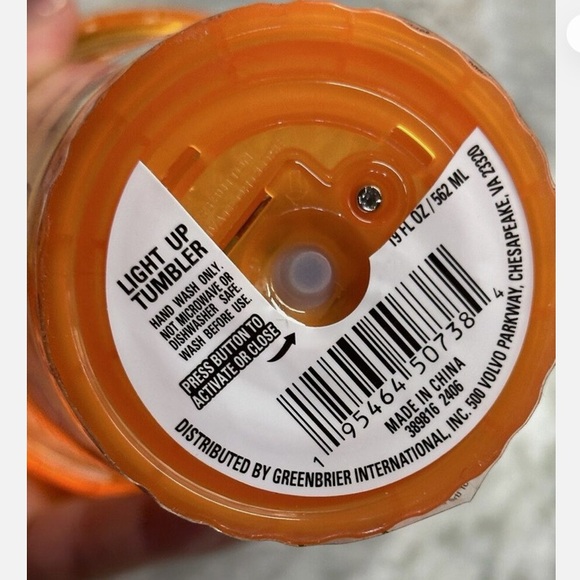 LIGHT UP
TUMBLER
HAND WASH ONLY.
NOT MICROWAVE OR
DISHWASHER SAFE.
WASH BEFORE USE.
PRESS BUTTON TO
ACTIVATE OR CLOSE
19 FL OZ / 562 ML
1 95464 50738 4
MADE IN CHINA
389816 2406
DISTRIBUTED BY GREENBRIER INTERNATIONAL, INC. 500 VOLVO PARKWAY, CHESAPEAKE, VA 23320